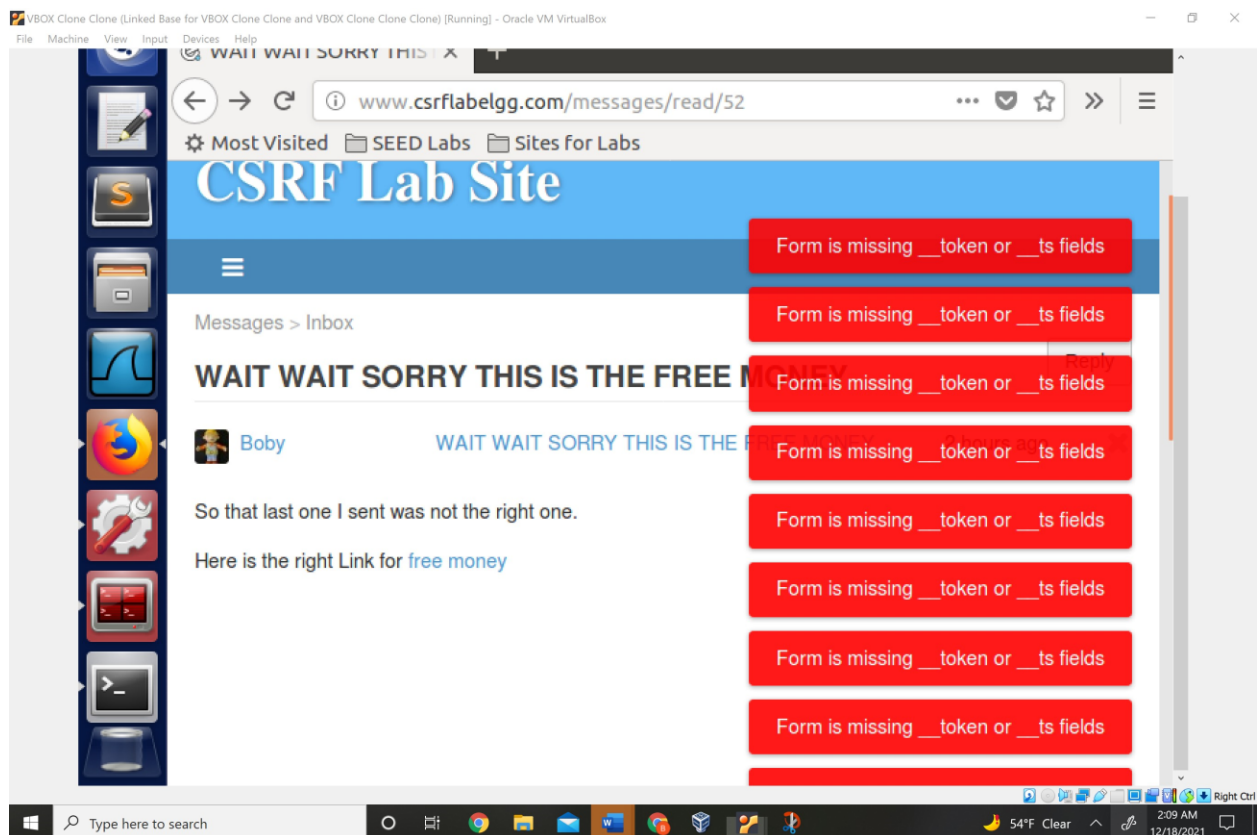 VBOX Clone Clone (Linked Base for VBOX Clone Clone and VBOX Clone Clone Clone) [Running] - Oracle VM VirtualBox
File Machine View Input Devices Help
WAIT WAIT SORRY THIS
www.csrflabelgg.com/messages/read/52
Most Visited SEED Labs Sites for Labs
CSRF Lab Site
Form is missing __token or __ts fields
Form is missing __token or __ts fields
Messages > Inbox
Reply
WAIT WAIT SORRY THIS IS THE FREE MONEY
Form is missing __token or __ts fields
Boby WAIT WAIT SORRY THIS IS THE FREE MONEY 2 hours ago
Form is missing __token or __ts fields
So that last one I sent was not the right one.
Form is missing __token or __ts fields
Here is the right Link for free money
Form is missing __token or __ts fields
Form is missing __token or __ts fields
Form is missing __token or __ts fields
Right Ctrl
Type here to search
54°F Clear
2:09 AM
12/18/2021